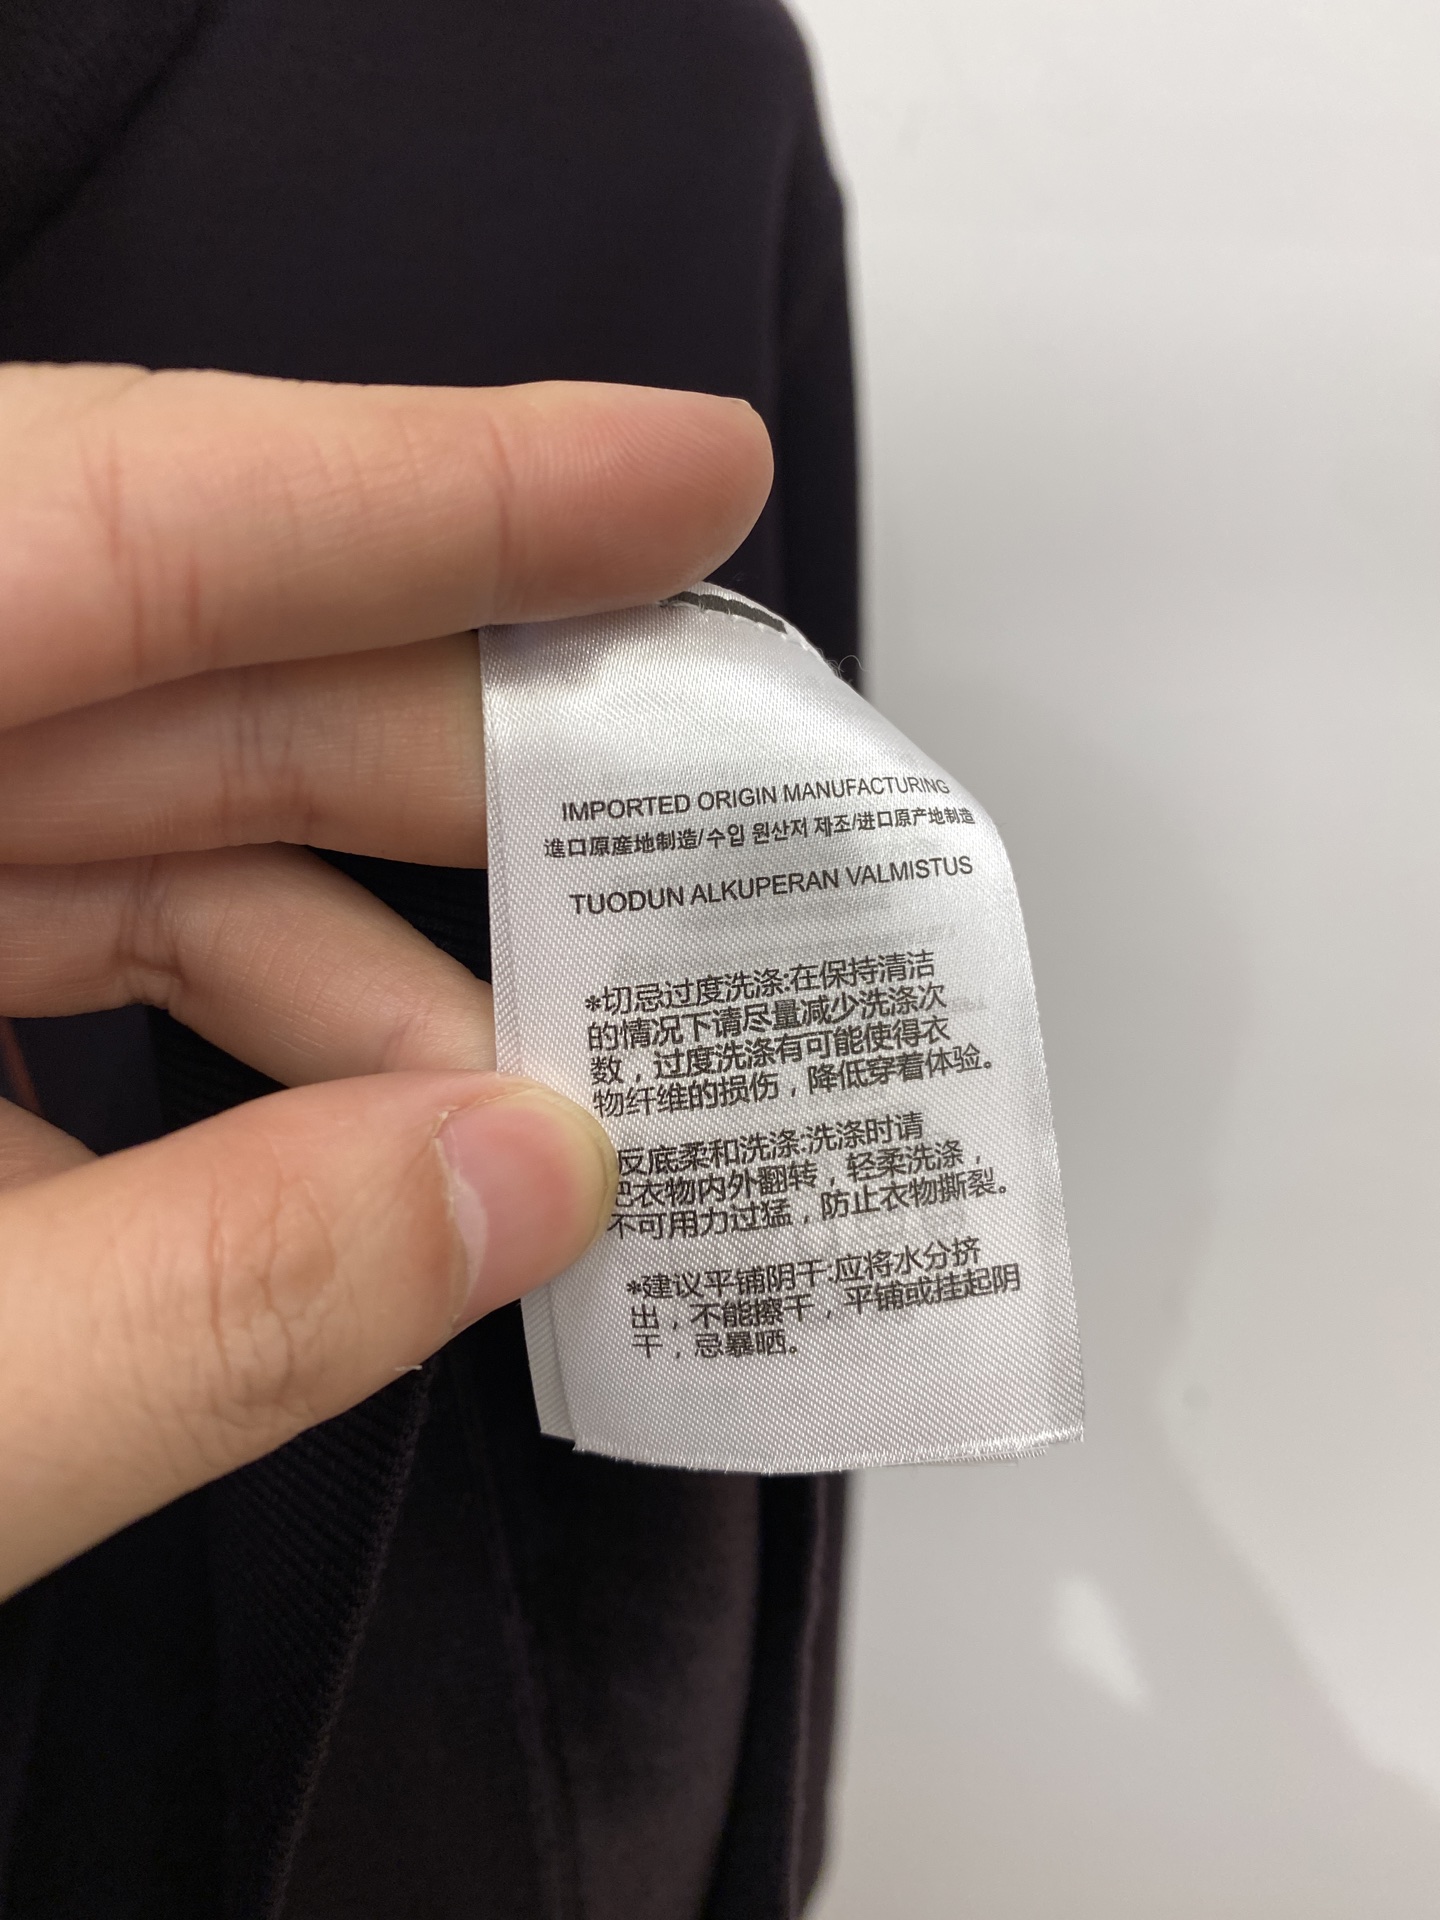 IMPORTED ORIGIN MANUFACTURING
進口原産地制造/수입 원산저 제조/进口原产地制造
TUODUN ALKUPERAN VALMISTUS
*切忌过度洗涤:在保持清洁
的情况下请尽量减少洗涤次
数，过度洗涤有可能使得衣
物纤维的损伤，降低穿着体验。
反底柔和洗涤:洗涤时请
把衣物内外翻转，轻柔洗涤，
不可用力过猛，防止衣物撕裂。
*建议平铺阴干:应将水分挤
出，不能擦干，平铺或挂起阴
干，忌暴晒。